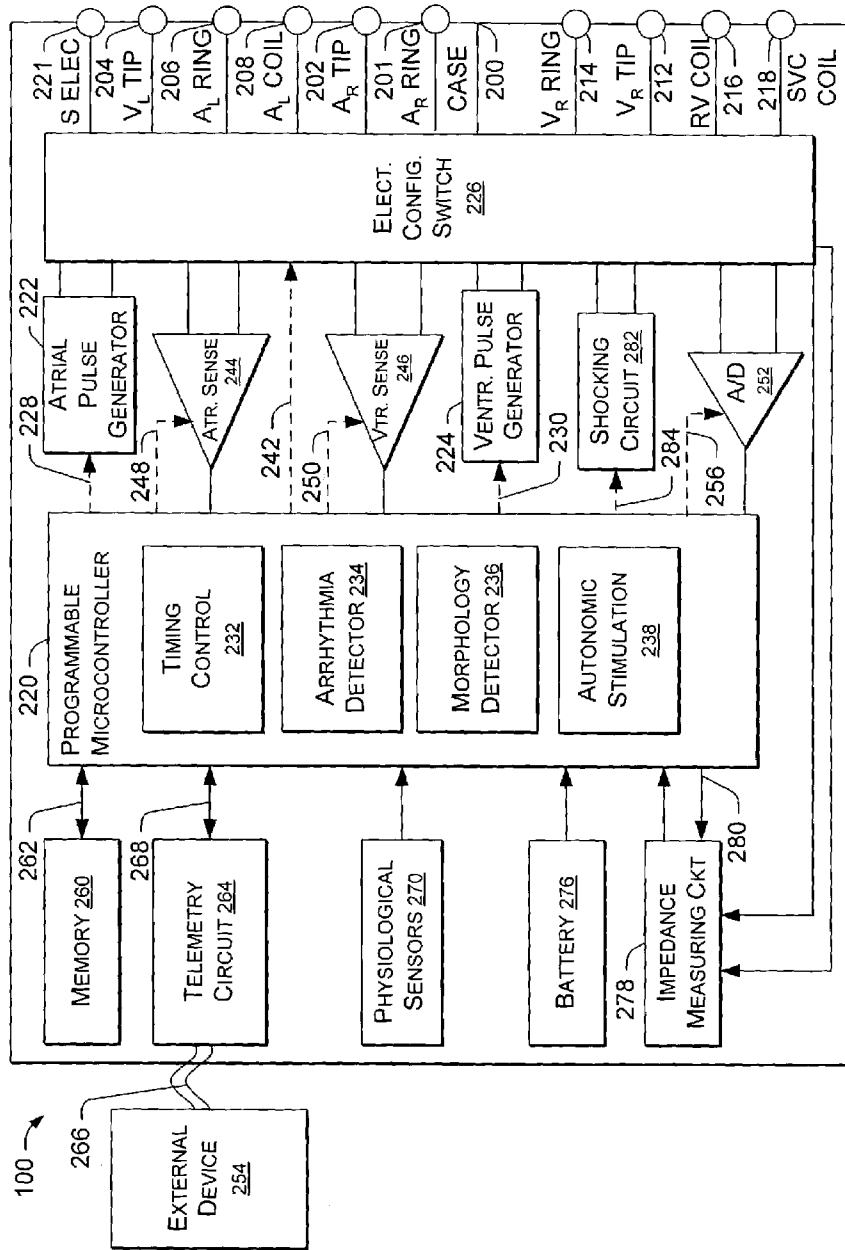 100
EXTERNAL
DEVICE
254
266
MEMORY 260
262
TELEMETRY
CIRCUIT 264
268
PHYSIOLOGICAL
SENSORS 270
BATTERY 276
278
IMPEDANCE
MEASURING CKT
280
220
PROGRAMMABLE
MICROCONTROLLER
TIMING
CONTROL
232
ARRHYTHMIA
DETECTOR 234
MORPHOLOGY
DETECTOR 236
AUTONOMIC
STIMULATION
238
228
222
ATRIAL
PULSE
GENERATOR
248
ATR. SENSE
244
242
250
VTR. SENSE
246
224
VENTR. PULSE
GENERATOR
230
SHOCKING
CIRCUIT 282
284
256
A/D
252
ELECT.
CONFIG.
SWITCH
226
221
S ELEC
204
VL TIP
206
AL RING
208
AL COIL
202
AR TIP
201
AR RING
CASE
200
VR RING
214
VR TIP
212
RV COIL
216
218
SVC
COIL